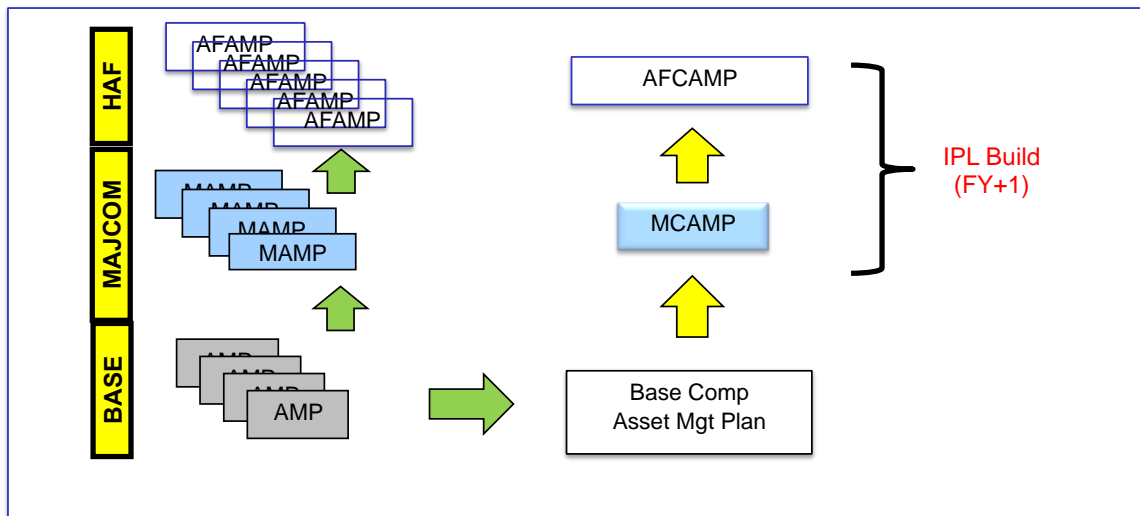 HAF
AFAMP
AFAMP
AFAMP
AFAMP
AFAMP
AFCAMP
IPL Build
(FY+1)
MAJCOM
MAMP
MAMP
MAMP
MAMP
MCAMP
BASE
AMP
AMP
AMP
AMP
Base Comp
Asset Mgt Plan